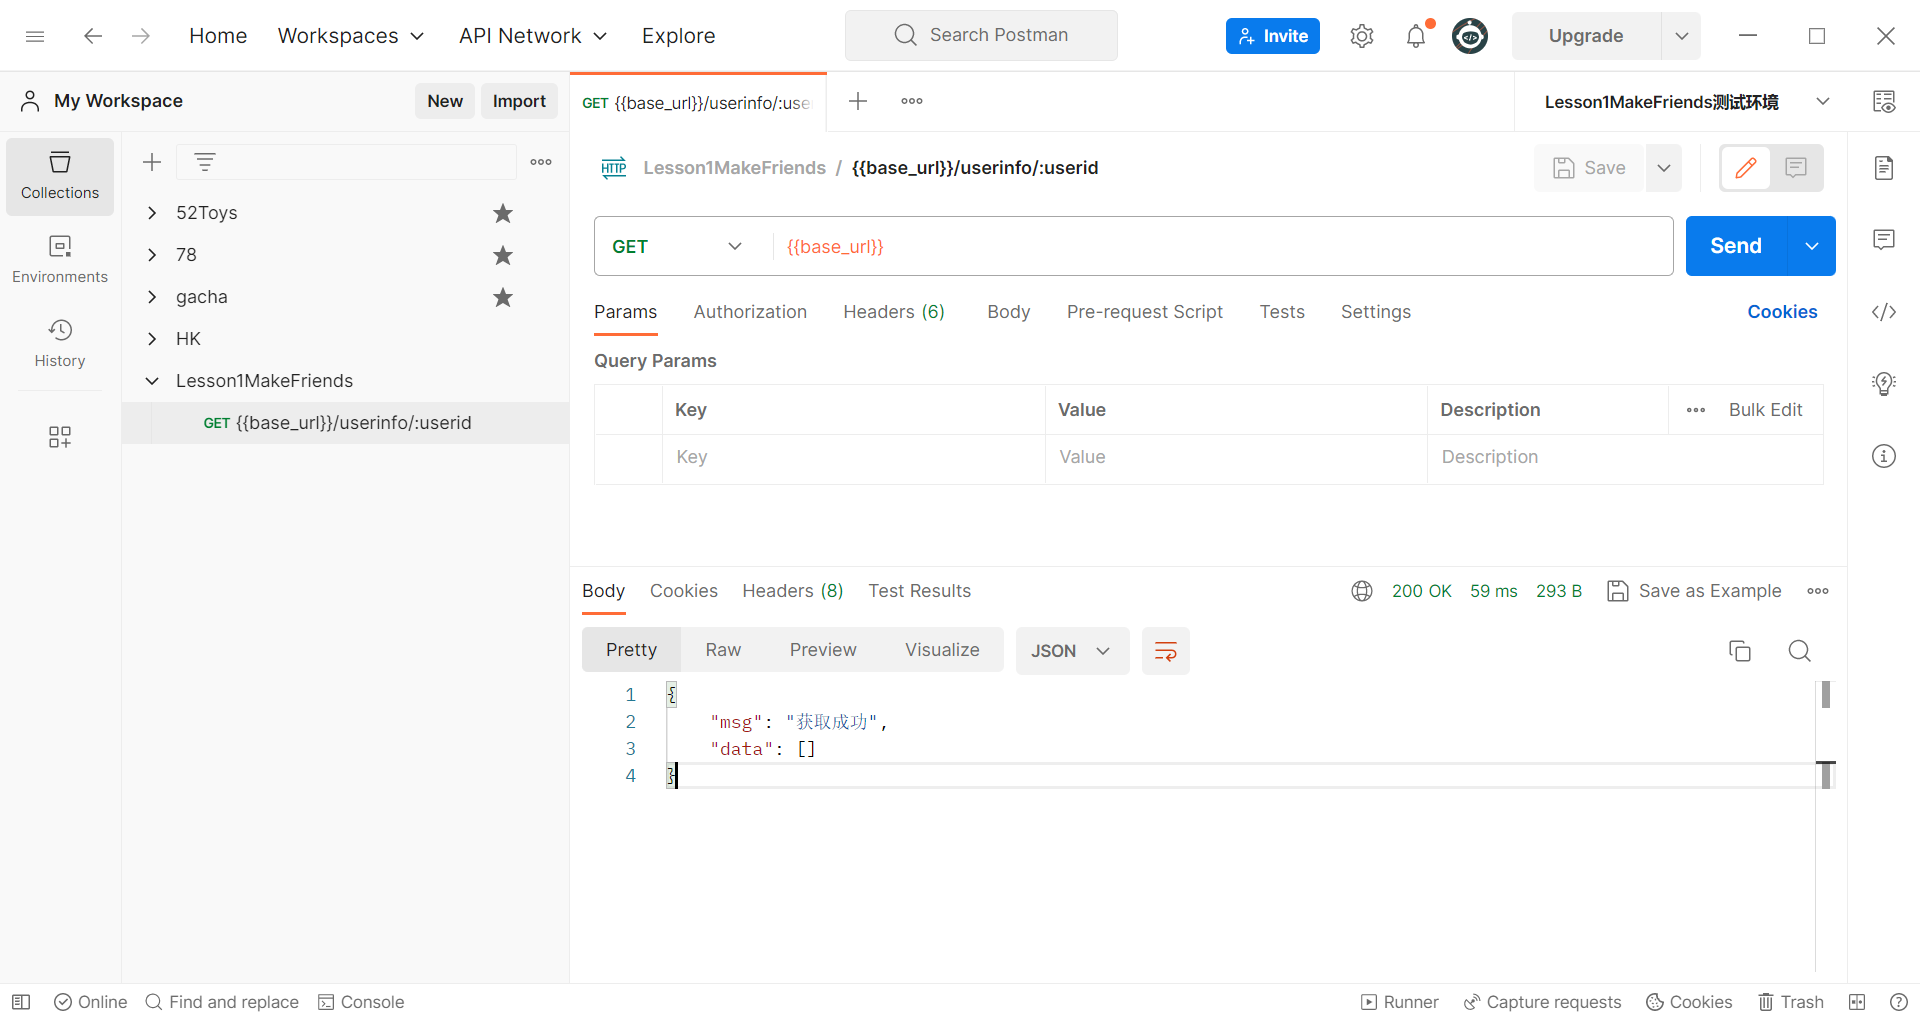 Home Workspaces API Network Explore Search Postman Invite Upgrade
My Workspace New Import
GET {{base_url}}/userinfo/:use
Lesson1MakeFriends测试环境
Collections
Environments
History
52Toys
78
gacha
HK
Lesson1MakeFriends
GET {{base_url}}/userinfo/:userid
HTTP Lesson1MakeFriends / {{base_url}}/userinfo/:userid
Save
GET {{base_url}} Send
Params Authorization Headers (6) Body Pre-request Script Tests Settings Cookies
Query Params
Key Value Description Bulk Edit
Key Value Description
Body Cookies Headers (8) Test Results 200 OK 59 ms 293 B Save as Example
Pretty Raw Preview Visualize JSON
1 {
2 "msg": "获取成功",
3 "data": []
4 }
Online Find and replace Console Runner Capture requests Cookies Trash